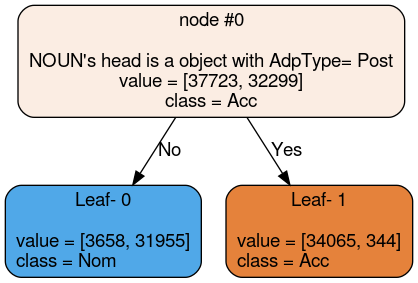 node #0
NOUN's head is a object with AdpType= Post
value = [37723, 32299]
class = Acc
No
Yes
Leaf- 0
value = [3658, 31955]
class = Nom
Leaf- 1
value = [34065, 344]
class = Acc